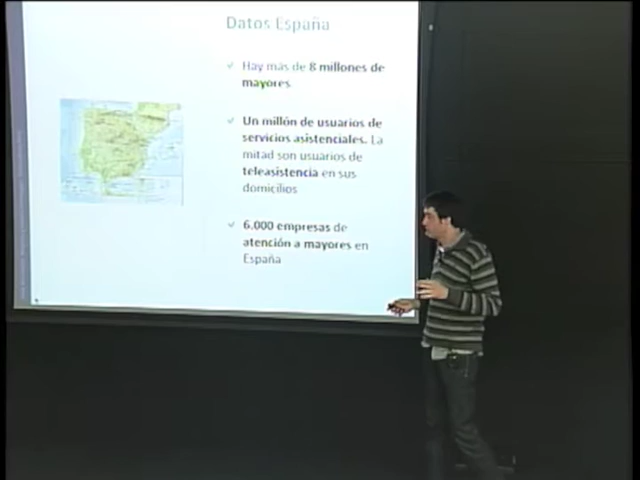 Datos España
Hay más de 8 millones de
mayores
Un millón de usuarios de
servicios asistenciales. La
mitad son usuarios de
teleasistencia en sus
domicilios
6.000 empresas de
atención a mayores en
España